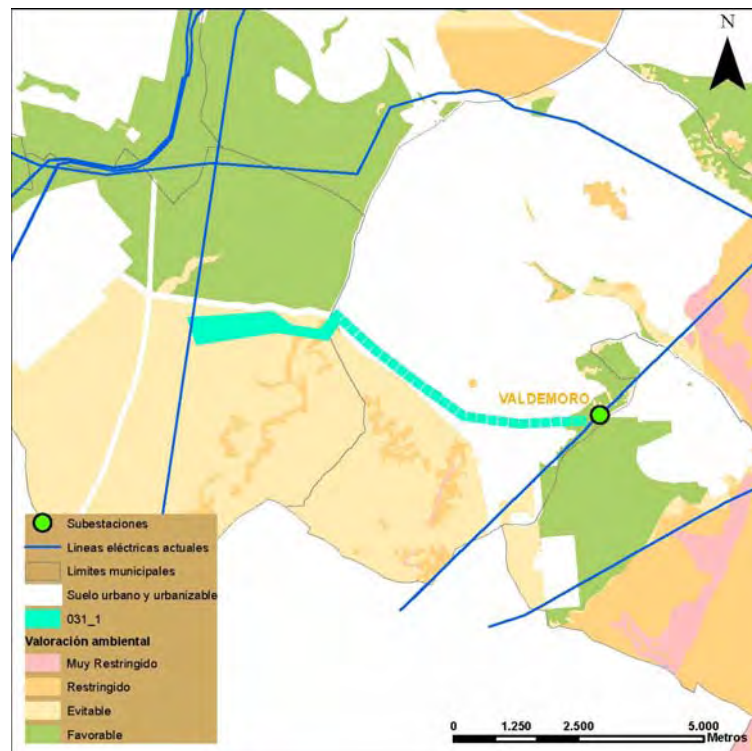 N
VALDEMORO
Subestaciones
Líneas eléctricas actuales
Limites municipales
Suelo urbano y urbanizable
031_1
Valoración ambiental
Muy Restringido
Restringido
Evitable
Favorable
0 1.250 2.500 5.000
Metros